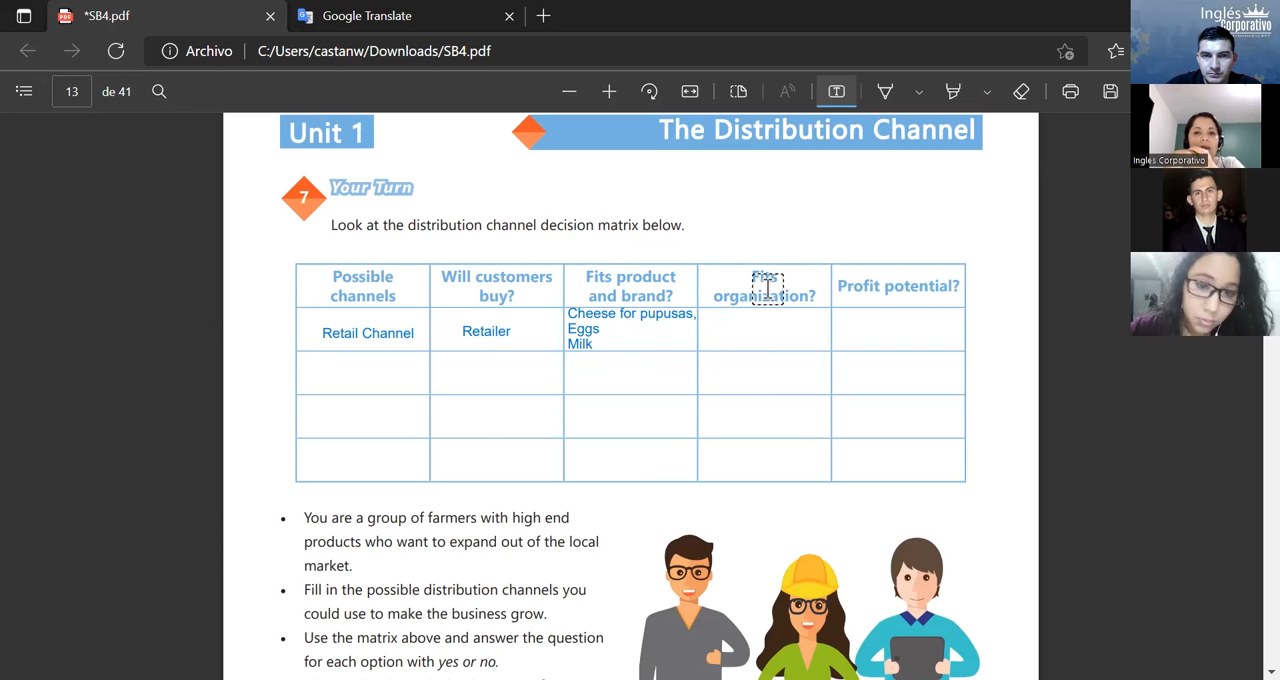 *SB4.pdf
Google Translate
Archivo
C:/Users/castanw/Downloads/SB4.pdf
13 de 41
Unit 1
The Distribution Channel
7
Your Turn
Look at the distribution channel decision matrix below.
Possible channels
Will customers buy?
Fits product and brand?
Fits organization?
Profit potential?
Retail Channel
Retailer
Cheese for pupusas,
Eggs
Milk
• You are a group of farmers with high end
products who want to expand out of the local
market.
• Fill in the possible distribution channels you
could use to make the business grow.
• Use the matrix above and answer the question
for each option with yes or no.
Inglés
Corporativo
Ingles Corporativo